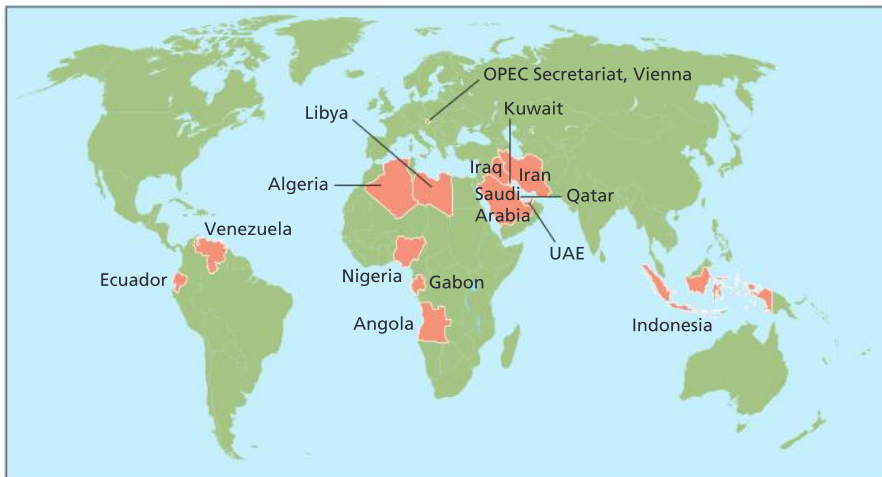 OPEC Secretariat, Vienna
Kuwait
Libya
Iraq
Iran
Algeria
Saudi
Arabia
Qatar
Venezuela
UAE
Ecuador
Nigeria
Gabon
Angola
Indonesia